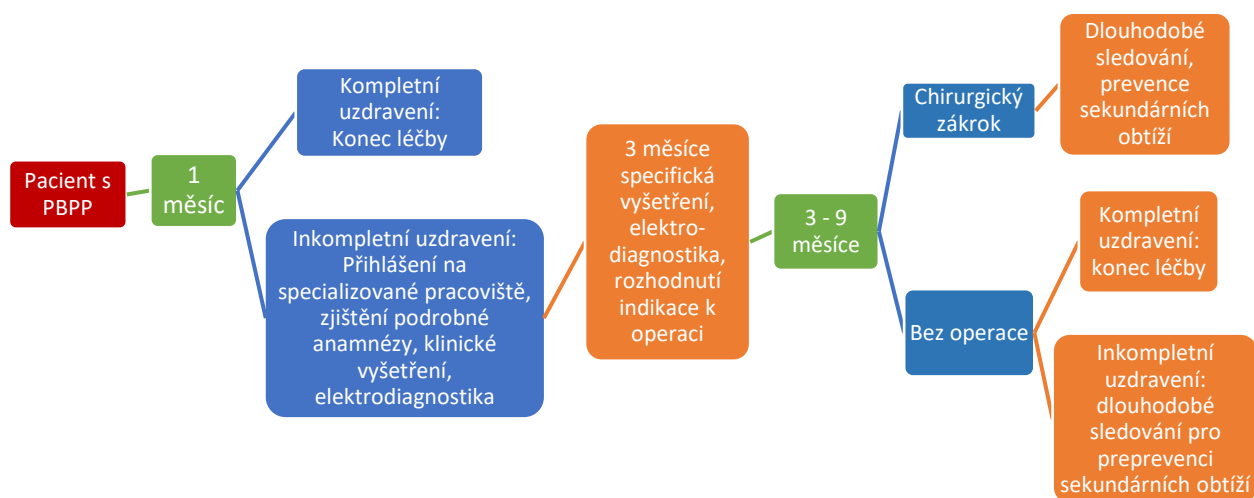 Pacient s
PBPP
1
měsíc
Kompletní
uzdravení:
Konec léčby
Inkompletní uzdravení:
Přihlášení na
specializované pracoviště,
zjištění podrobné
anamnézy, klinické
vyšetření,
elektrodiagnostika
3 měsíce
specifická
vyšetření,
elektro-
diagnostika,
rozhodnutí
indikace k
operaci
3 - 9
měsíce
Chirurgický
zákrok
Dlouhodobé
sledování,
prevence
sekundárních
obtíží
Bez operace
Kompletní
uzdravení:
konec léčby
Inkompletní
uzdravení:
dlouhodobé
sledování pro
preprevenci
sekundárních
obtíží